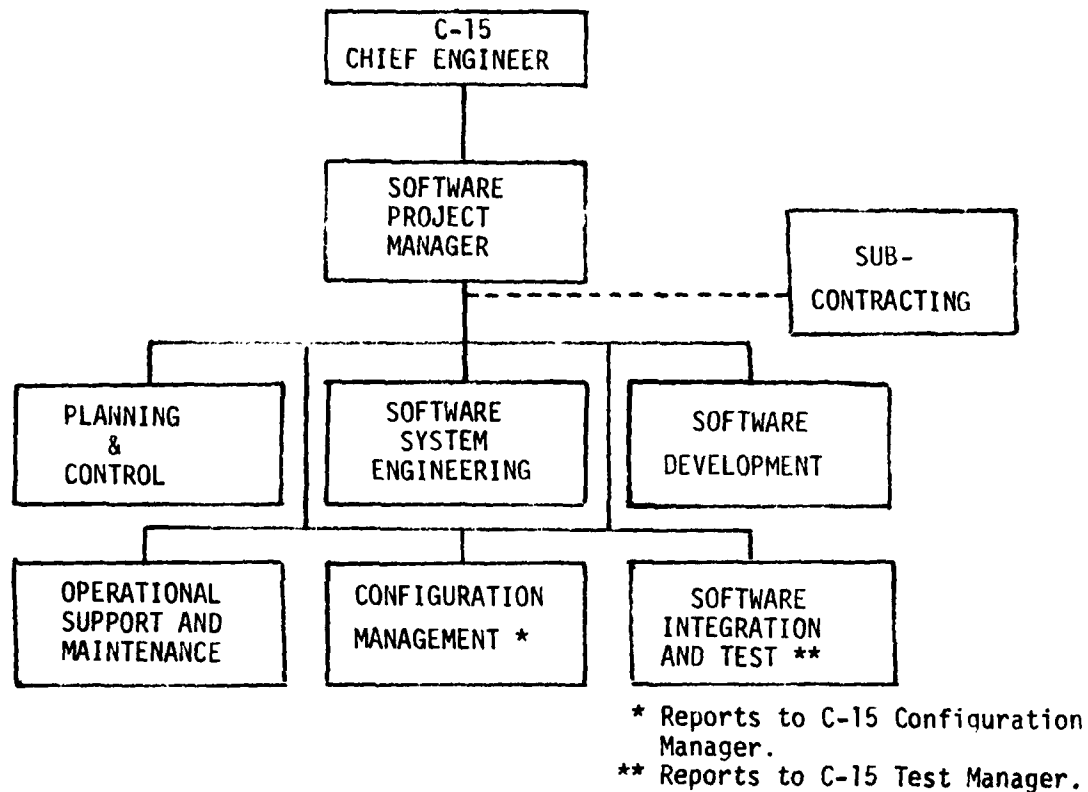 C-15
CHIEF ENGINEER
SOFTWARE
PROJECT
MANAGER
SUB-
CONTRACTING
PLANNING
&
CONTROL
SOFTWARE
SYSTEM
ENGINEERING
SOFTWARE
DEVELOPMENT
OPERATIONAL
SUPPORT AND
MAINTENANCE
CONFIGURATION
MANAGEMENT *
SOFTWARE
INTEGRATION
AND TEST **
* Reports to C-15 Configuration
Manager.
** Reports to C-15 Test Manager.